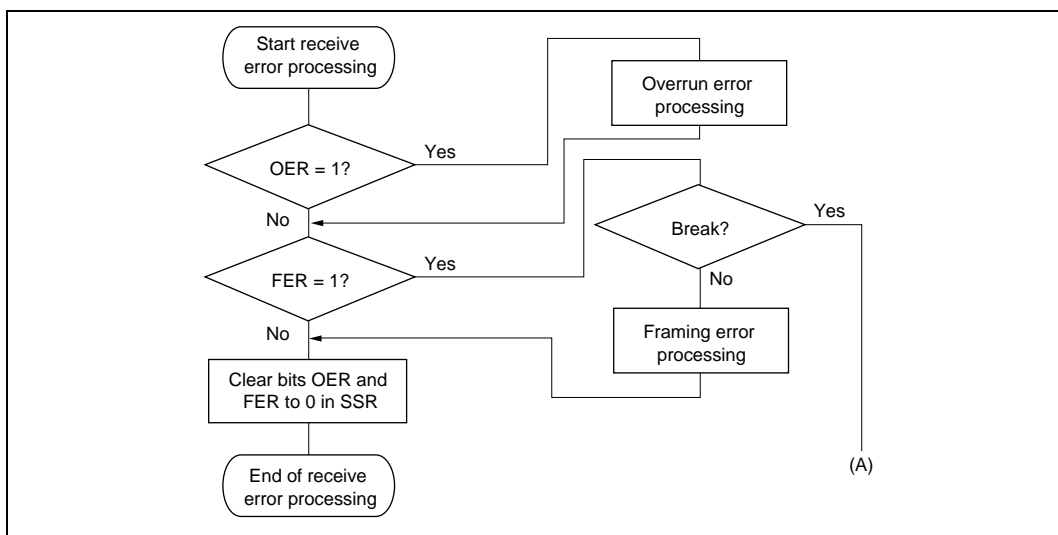 Start receive
error processing
Overrun error
processing
Yes
OER = 1?
No
Yes
Break?
Yes
FER = 1?
No
No
Framing error
processing
Clear bits OER and
FER to 0 in SSR
(A)
End of receive
error processing